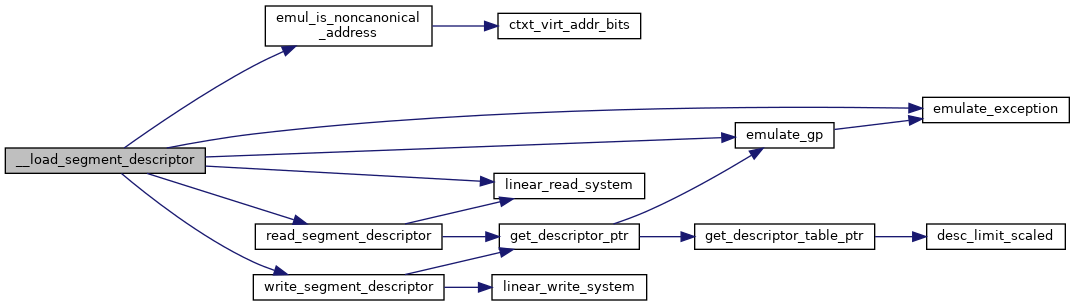 emul_is_noncanonical
_address
ctxt_virt_addr_bits
emulate_exception
emulate_gp
__load_segment_descriptor
linear_read_system
read_segment_descriptor
get_descriptor_ptr
get_descriptor_table_ptr
desc_limit_scaled
write_segment_descriptor
linear_write_system